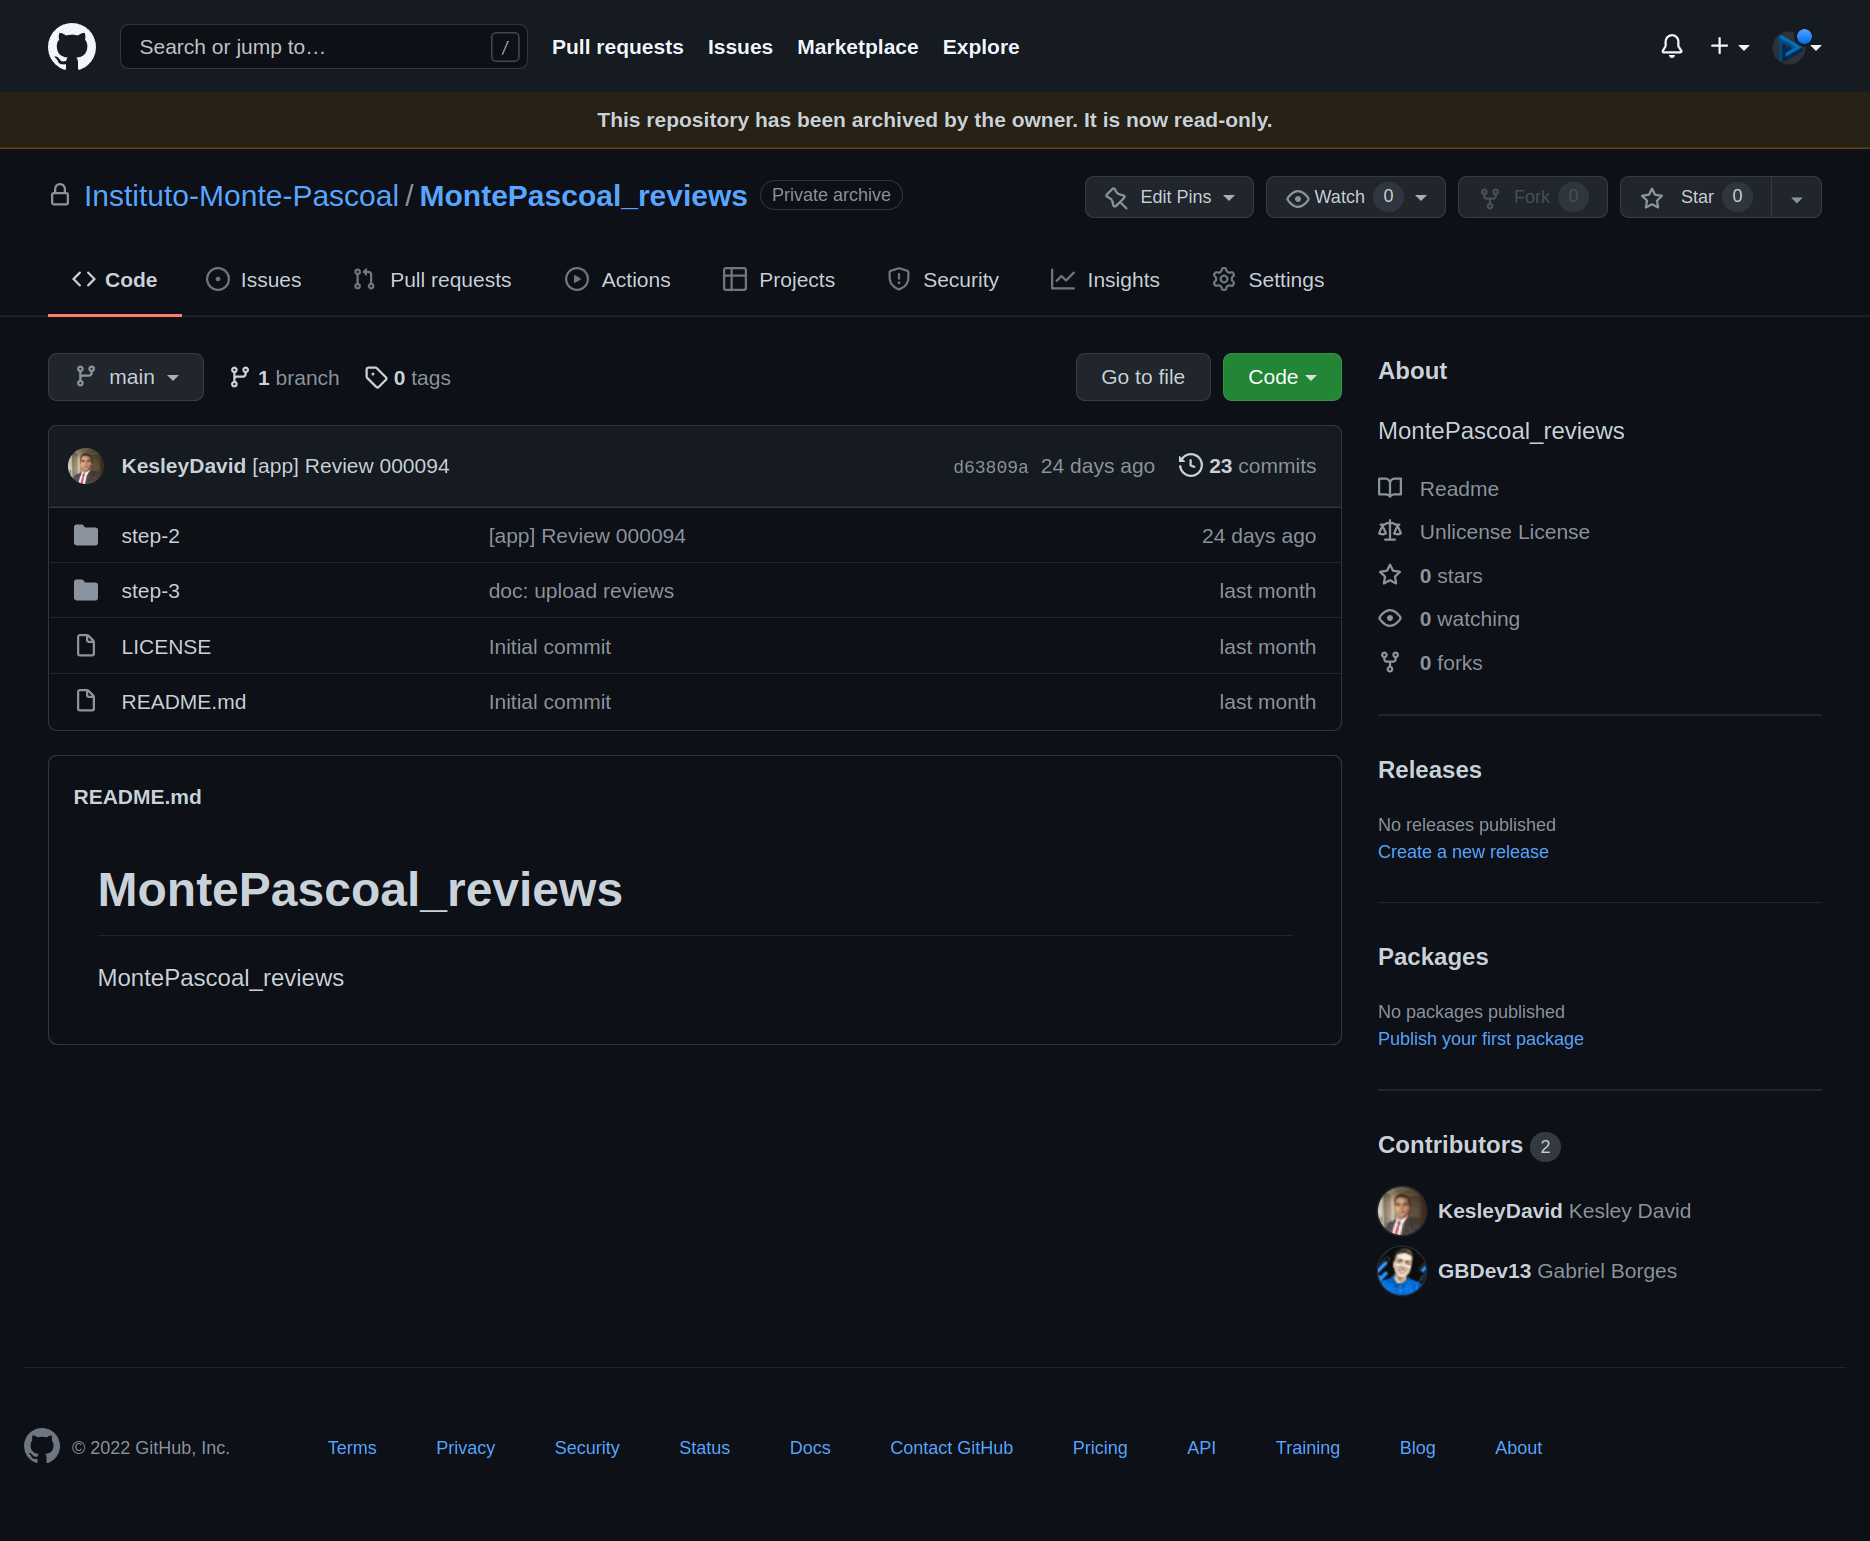 Search or jump to… /
Pull requests Issues Marketplace Explore
This repository has been archived by the owner. It is now read-only.
Instituto-Monte-Pascoal / MontePascoal_reviews Private archive
Edit Pins Watch 0 Fork 0 Star 0
Code Issues Pull requests Actions Projects Security Insights Settings
main 1 branch 0 tags Go to file Code
KesleyDavid [app] Review 000094 d63809a 24 days ago 23 commits
step-2 [app] Review 000094 24 days ago
step-3 doc: upload reviews last month
LICENSE Initial commit last month
README.md Initial commit last month
README.md
MontePascoal_reviews
MontePascoal_reviews
About
MontePascoal_reviews
Readme
Unlicense License
0 stars
0 watching
0 forks
Releases
No releases published
Create a new release
Packages
No packages published
Publish your first package
Contributors 2
KesleyDavid Kesley David
GBDev13 Gabriel Borges
© 2022 GitHub, Inc. Terms Privacy Security Status Docs Contact GitHub Pricing API Training Blog About